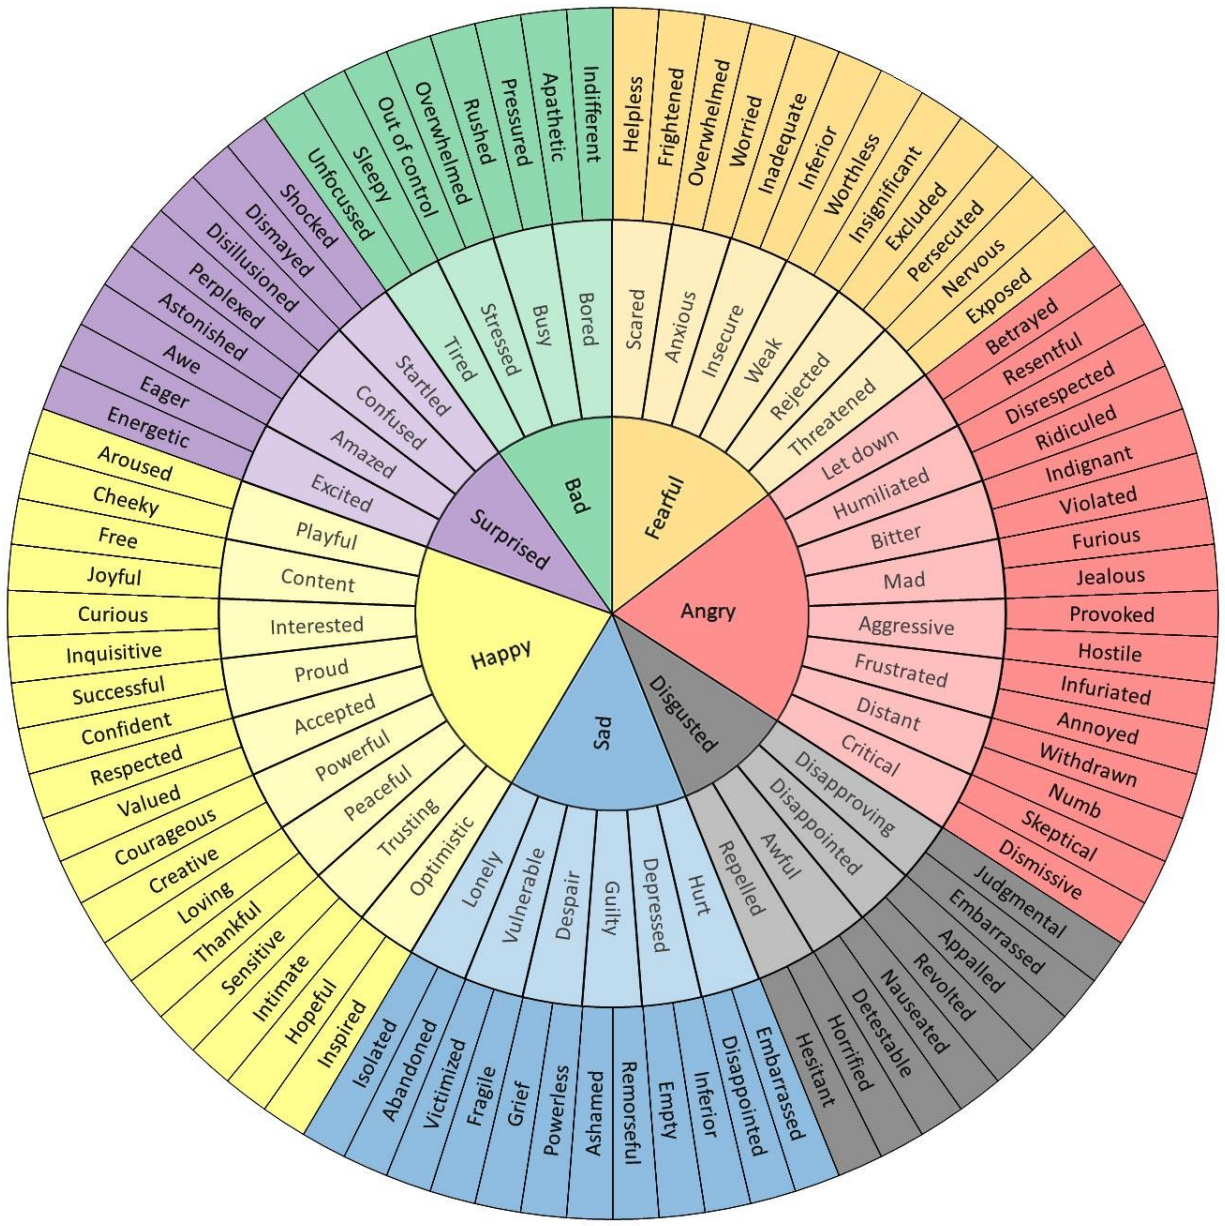 Fearful
Angry
Disgusted
Sad
Happy
Surprised
Bad
Scared
Anxious
Insecure
Weak
Rejected
Threatened
Let down
Humiliated
Bitter
Mad
Aggressive
Frustrated
Distant
Critical
Disapproving
Disappointed
Awful
Repelled
Hurt
Depressed
Guilty
Despair
Vulnerable
Lonely
Optimistic
Trusting
Peaceful
Powerful
Accepted
Proud
Interested
Content
Playful
Excited
Amazed
Confused
Startled
Tired
Stressed
Busy
Bored
Helpless
Frightened
Overwhelmed
Worried
Inadequate
Inferior
Worthless
Insignificant
Excluded
Persecuted
Nervous
Exposed
Betrayed
Resentful
Disrespected
Ridiculed
Indignant
Violated
Furious
Jealous
Provoked
Hostile
Infuriated
Annoyed
Withdrawn
Numb
Skeptical
Dismissive
Judgmental
Embarrassed
Appalled
Revolted
Nauseated
Detestable
Horrified
Hesitant
Embarrassed
Disappointed
Inferior
Empty
Remorseful
Ashamed
Powerless
Grief
Fragile
Victimized
Abandoned
Isolated
Inspired
Hopeful
Intimate
Sensitive
Thankful
Loving
Creative
Courageous
Valued
Respected
Confident
Successful
Inquisitive
Curious
Joyful
Free
Cheeky
Aroused
Energetic
Eager
Awe
Astonished
Perplexed
Disillusioned
Dismayed
Shocked
Unfocussed
Sleepy
Out of control
Overwhelmed
Rushed
Pressured
Apathetic
Indifferent